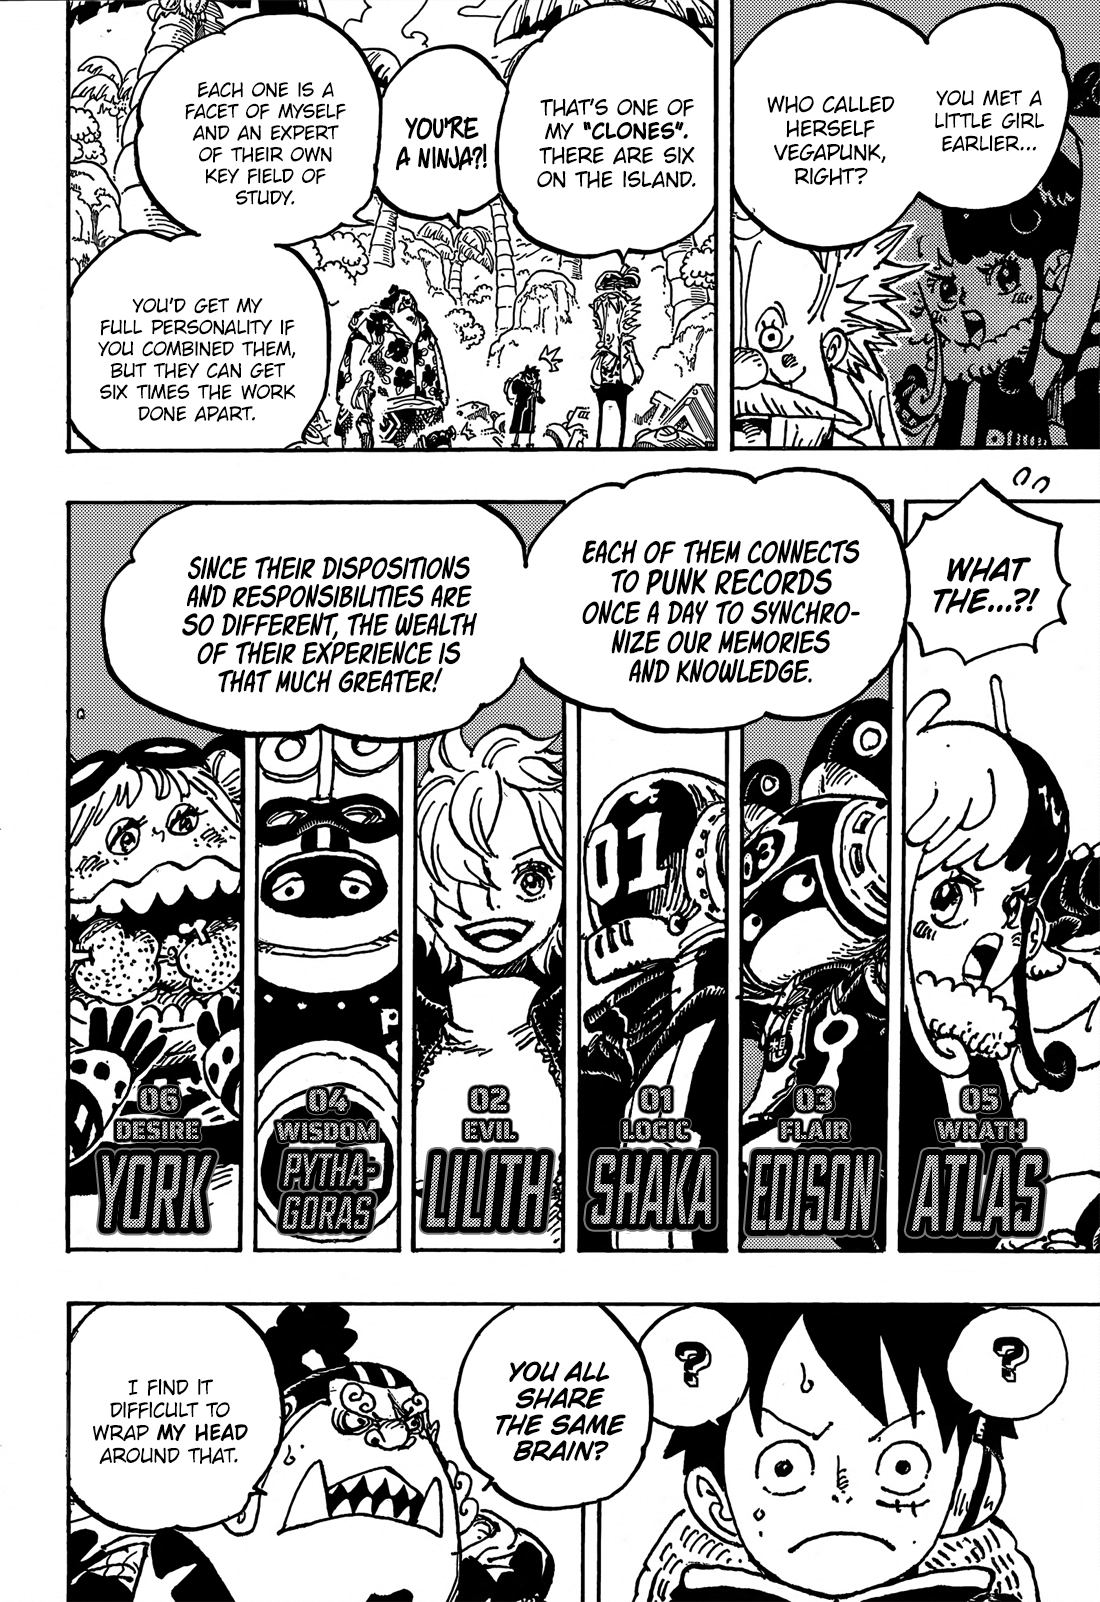 YOU MET A
LITTLE GIRL
EARLIER...
WHO CALLED
HERSELF
VEGAPUNK,
RIGHT?
THAT'S ONE OF
MY "CLONES".
THERE ARE SIX
ON THE ISLAND.
YOU'RE
A NINJA?!
EACH ONE IS A
FACET OF MYSELF
AND AN EXPERT
OF THEIR OWN
KEY FIELD OF
STUDY.
YOU'D GET MY
FULL PERSONALITY IF
YOU COMBINED THEM,
BUT THEY CAN GET
SIX TIMES THE WORK
DONE APART.
WHAT
THE...?!
EACH OF THEM CONNECTS
TO PUNK RECORDS
ONCE A DAY TO SYNCHRO-
NIZE OUR MEMORIES
AND KNOWLEDGE.
SINCE THEIR DISPOSITIONS
AND RESPONSIBILITIES ARE
SO DIFFERENT, THE WEALTH
OF THEIR EXPERIENCE IS
THAT MUCH GREATER!
05
WRATH
ATLAS
03
03
FLAIR
EDISON
01
01
LOGIC
SHAKA
02
EVIL
LILITH
04
WISDOM
PYTHA-
GORAS
06
DESIRE
YORK
?
?
YOU ALL
SHARE
THE SAME
BRAIN?
I FIND IT
DIFFICULT TO
WRAP MY HEAD
AROUND THAT.